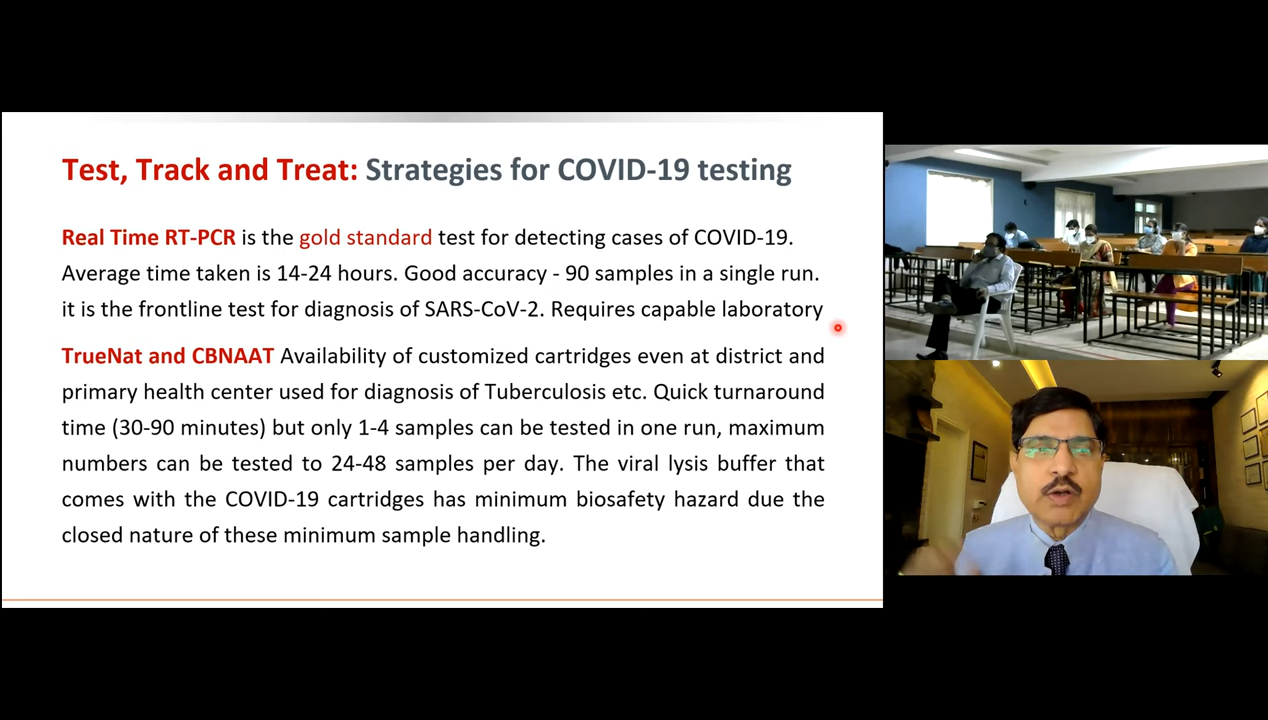 Test, Track and Treat: Strategies for COVID-19 testing
Real Time RT-PCR is the gold standard test for detecting cases of COVID-19.
Average time taken is 14-24 hours. Good accuracy - 90 samples in a single run.
it is the frontline test for diagnosis of SARS-CoV-2. Requires capable laboratory
TrueNat and CBNAAT Availability of customized cartridges even at district and
primary health center used for diagnosis of Tuberculosis etc. Quick turnaround
time (30-90 minutes) but only 1-4 samples can be tested in one run, maximum
numbers can be tested to 24-48 samples per day. The viral lysis buffer that
comes with the COVID-19 cartridges has minimum biosafety hazard due the
closed nature of these minimum sample handling.